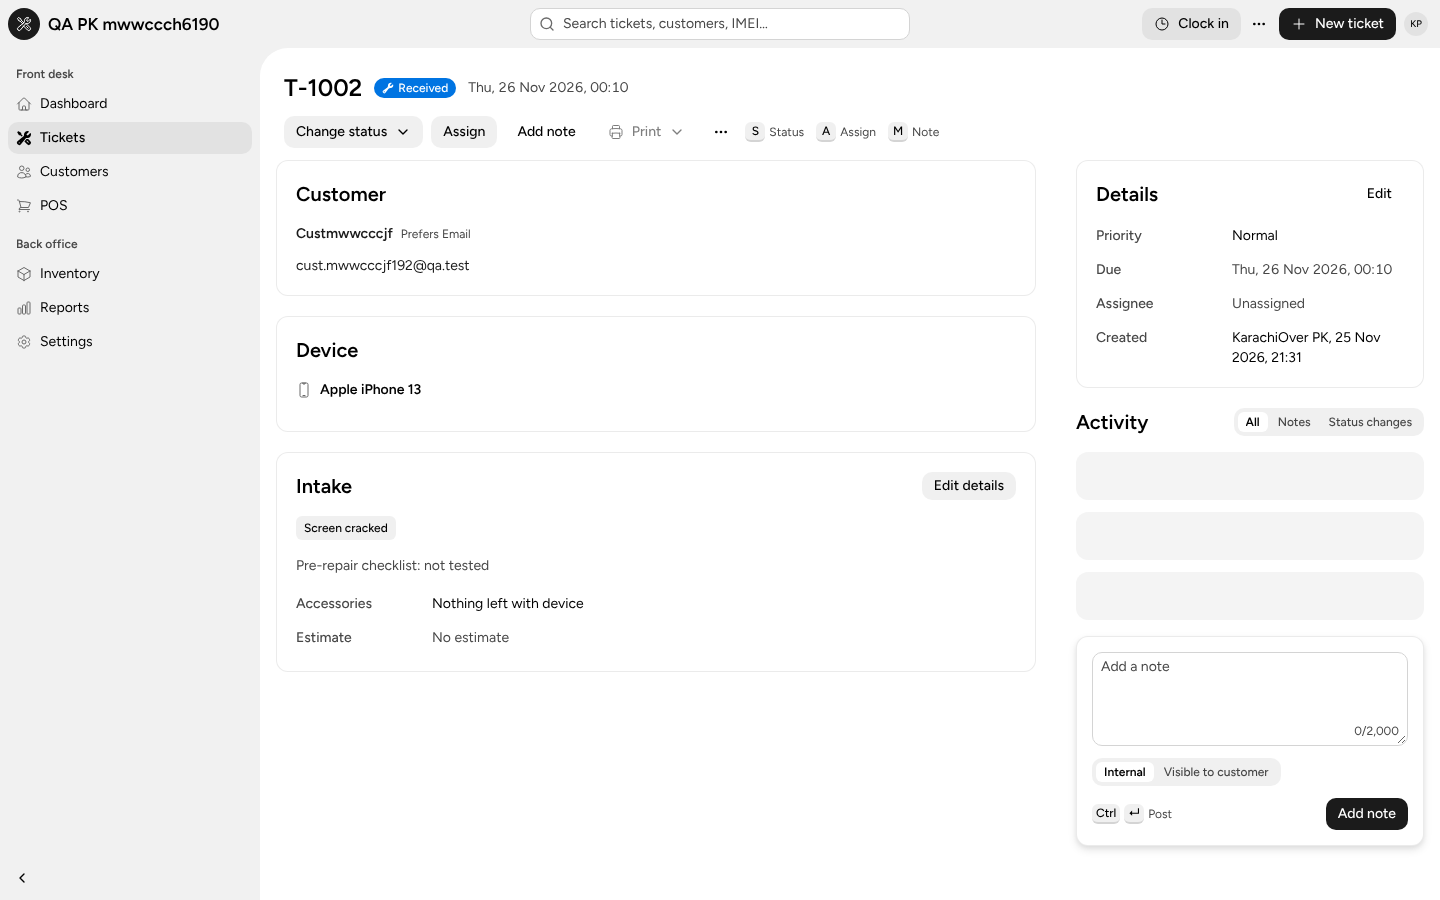 QA PK mwwccch6190
Search tickets, customers, IMEI...
Clock in
New ticket
KP
Front desk
Dashboard
Tickets
Customers
POS
Back office
Inventory
Reports
Settings
T-1002
Received
Thu, 26 Nov 2026, 00:10
Change status
Assign
Add note
Print
S Status
A Assign
M Note
Customer
Custmwwcccjf Prefers Email
cust.mwwcccjf192@qa.test
Device
Apple iPhone 13
Intake
Edit details
Screen cracked
Pre-repair checklist: not tested
Accessories Nothing left with device
Estimate No estimate
Details
Edit
Priority Normal
Due Thu, 26 Nov 2026, 00:10
Assignee Unassigned
Created KarachiOver PK, 25 Nov
2026, 21:31
Activity
All Notes Status changes
Add a note
0/2,000
Internal Visible to customer
Ctrl ↵ Post
Add note